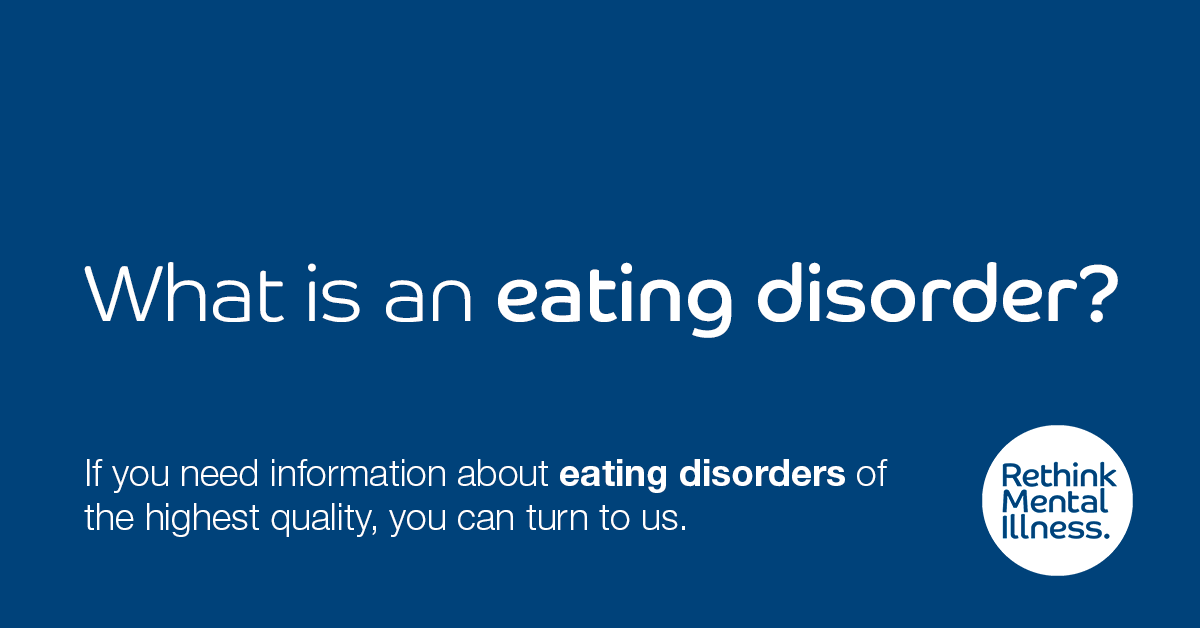 What is an eating disorder?
If you need information about eating disorders of
the highest quality, you can turn to us.
Rethink
Mental
Illness.